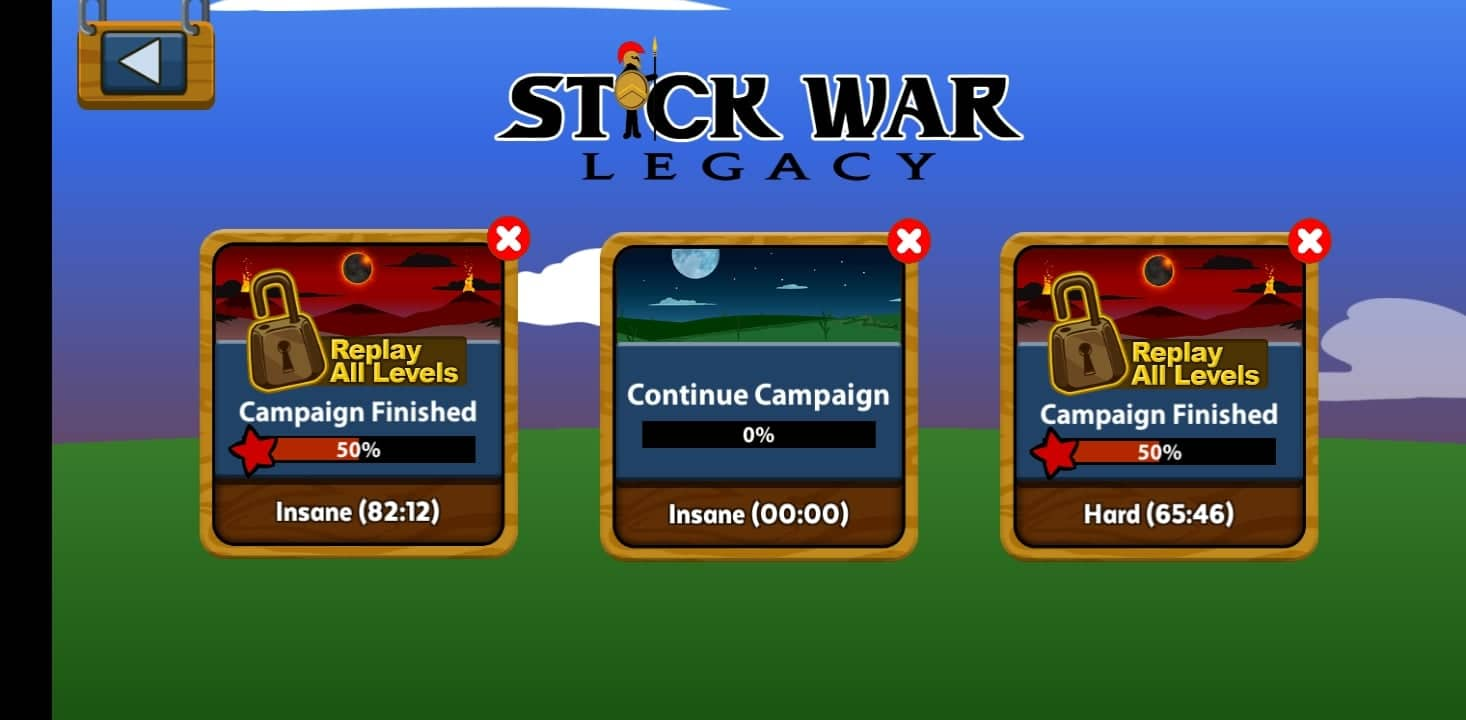 STICK WAR
LEGACY
Replay
All Levels
Campaign Finished
50%
Insane (82:12)
Continue Campaign
0%
Insane (00:00)
Replay
All Levels
Campaign Finished
50%
Hard (65:46)